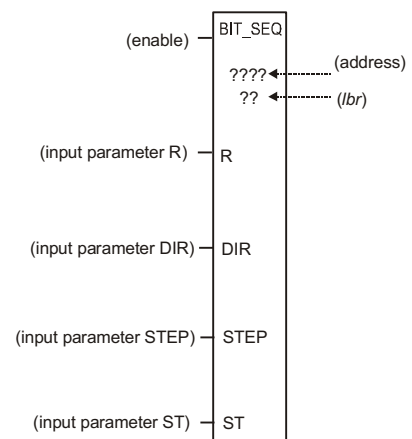 (enable) BIT_SEQ
???? (address)
?? (lbr)
(input parameter R) R
(input parameter DIR) DIR
(input parameter STEP) STEP
(input parameter ST) ST